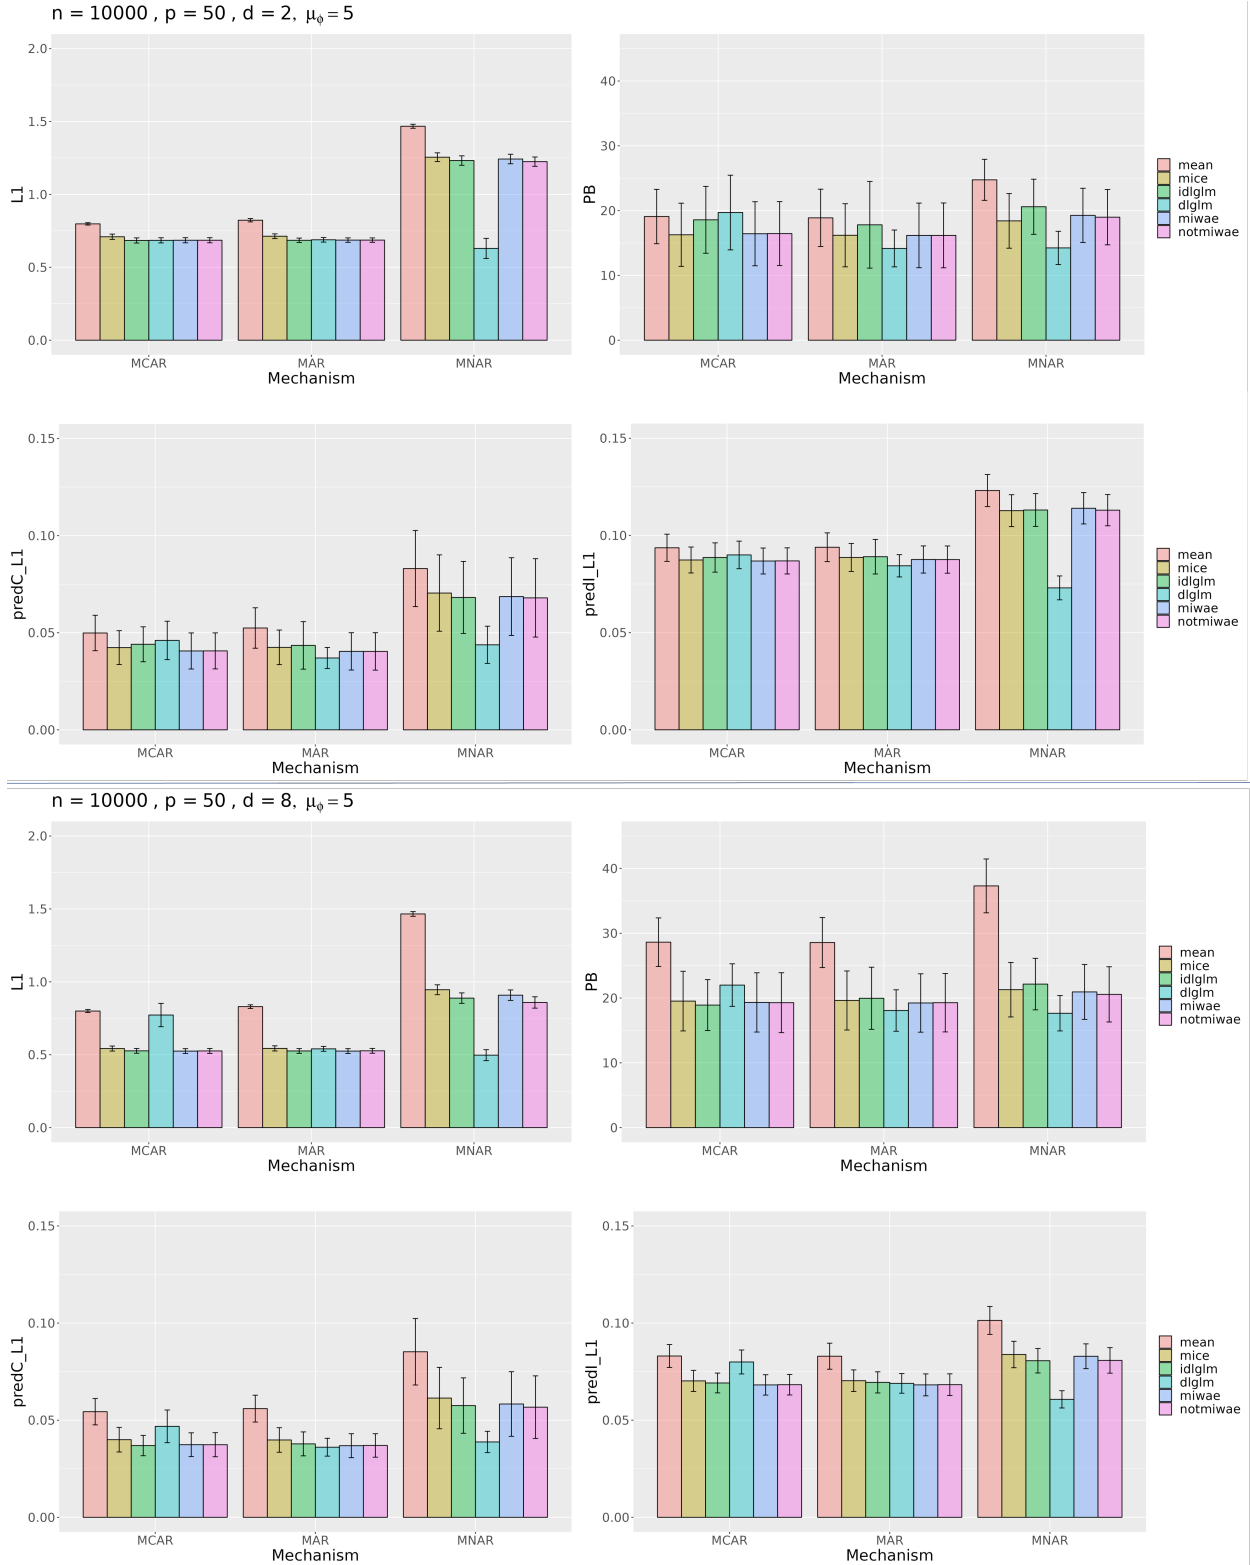 n = 10000 , p = 50 , d = 2, μϕ = 5
2.0
1.5
1.0
0.5
0.0
L1
MCAR MAR MNAR
Mechanism
40
30
20
10
0
PB
MCAR MAR MNAR
Mechanism
mean
mice
idlglm
dlglm
miwae
notmiwae
0.15
0.10
0.05
0.00
predC_L1
MCAR MAR MNAR
Mechanism
0.15
0.10
0.05
0.00
predI_L1
MCAR MAR MNAR
Mechanism
mean
mice
idlglm
dlglm
miwae
notmiwae
n = 10000 , p = 50 , d = 8, μϕ = 5
2.0
1.5
1.0
0.5
0.0
L1
MCAR MAR MNAR
Mechanism
40
30
20
10
0
PB
MCAR MAR MNAR
Mechanism
mean
mice
idlglm
dlglm
miwae
notmiwae
0.15
0.10
0.05
0.00
predC_L1
MCAR MAR MNAR
Mechanism
0.15
0.10
0.05
0.00
predI_L1
MCAR MAR MNAR
Mechanism
mean
mice
idlglm
dlglm
miwae
notmiwae